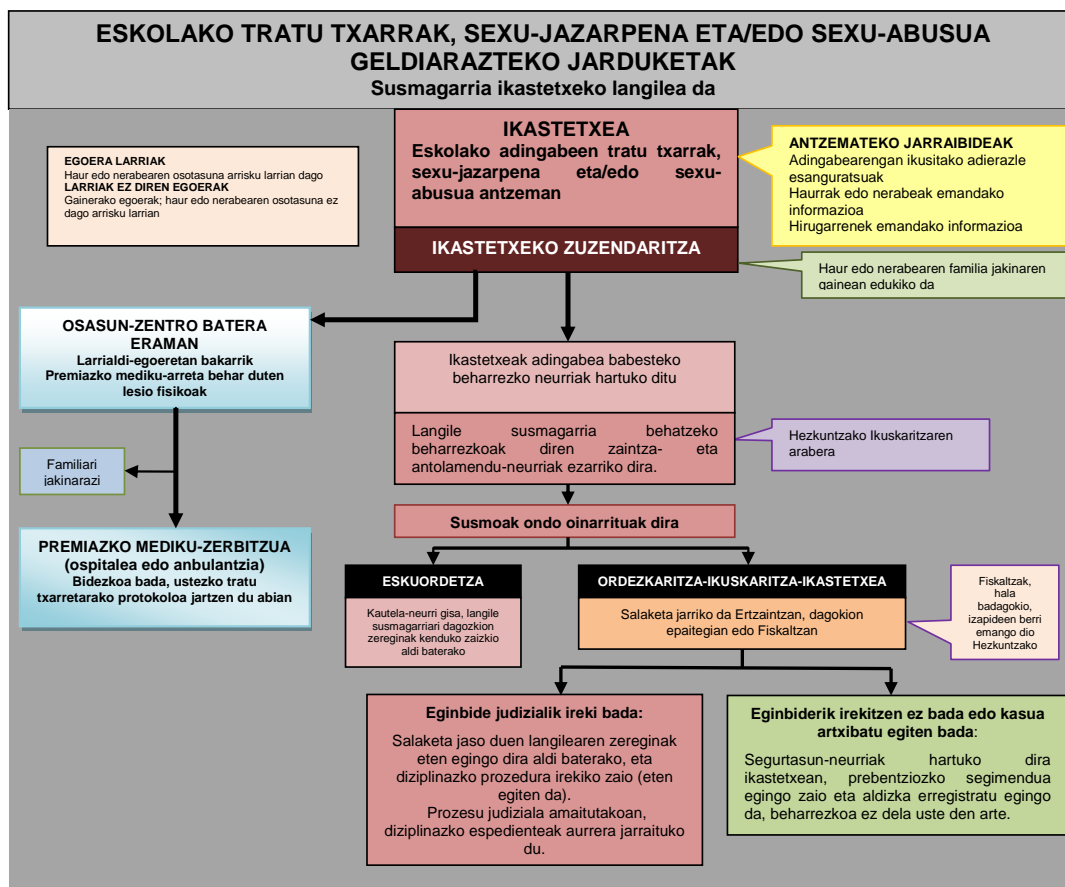 ESKOLAKO TRATU TXARRAK, SEXU-JAZARPENA ETA/EDO SEXU-ABUSUA
GELDIARAZTEKO JARDUKETAK
Susmagarria ikastetxeko langilea da
IKASTETXEA
Eskolako adingabeen tratu txarrak,
sexu-jazarpena eta/edo sexu-
abusua antzeman
IKASTETXEKO ZUZENDARITZA
EGOERA LARRIAK
Haur edo nerabeen osotasuna arrisku larrian dago
LARRIAK EZ DIREN EGOERAK
Gainerako egoerak; haur edo nerabearen osotasuna ez
dago arrisku larrian
ANTZEMATEKO JARRAIBIDEAK
Adingabearengan ikusitako adierazle
esanguratsuak
Haurrak edo nerabeak emandako
informazioa
Hirugarrenek emandako informazioa
Haur edo nerabearen familia jakinaren
gainean edukiko da
OSASUN-ZENTRO BATERA
ERAMAN
Larrialdi-egoeretan bakarrik
Premiazko mediku-arreta behar duten
lesio fisikoak
Familiari
jakinarazi
PREMIAZKO MEDIKU-ZERBITZUA
(ospitalea edo anbulantzia)
Bidezkoa bada, ustezko tratu
txarretarako protokoloa jartzen du abian
Ikastetxeak adingabea babesteko
beharrezko neurriak hartuko ditu
Langile susmagarria behatzeko
beharrezkoak diren zaintza- eta
antolamendu-neurriak ezarriko dira.
Hezkuntzako Ikuskaritzaren
arabera
Susmoak ondo oinarrituak dira
ESKUORDETZA
Kautela-neurri gisa, langile
susmagarriari dagozkion
zereginak kenduko zaizkio
aldi baterako
ORDEZKARITZA-IKUSKARITZA-IKASTETXEA
Salaketa jarriko da Ertzaintzan, dagokion
epaitegian edo Fiskaltzan
Fiskaltzak,
hala
badagokio,
izapideen berri
emango dio
Hezkuntzako
Eginbide judizialik ireki bada:
Salaketa jaso duen langilearen zereginak
eten egingo dira aldi baterako, eta
diziplinazko prozedura irekiko zaio (eten
egiten da).
Prozesu judiziala amaitutakoan,
diziplinazko espedienteak aurrera jarraituko
du.
Eginbiderik irekitzen ez bada edo kasua
artxibatu egiten bada:
Segurtasun-neurriak hartuko dira
ikastetxean, prebentziozko segimendua
egingo zaio eta aldizka erregistratu egingo
da, beharrezkoa ez dela uste den arte.